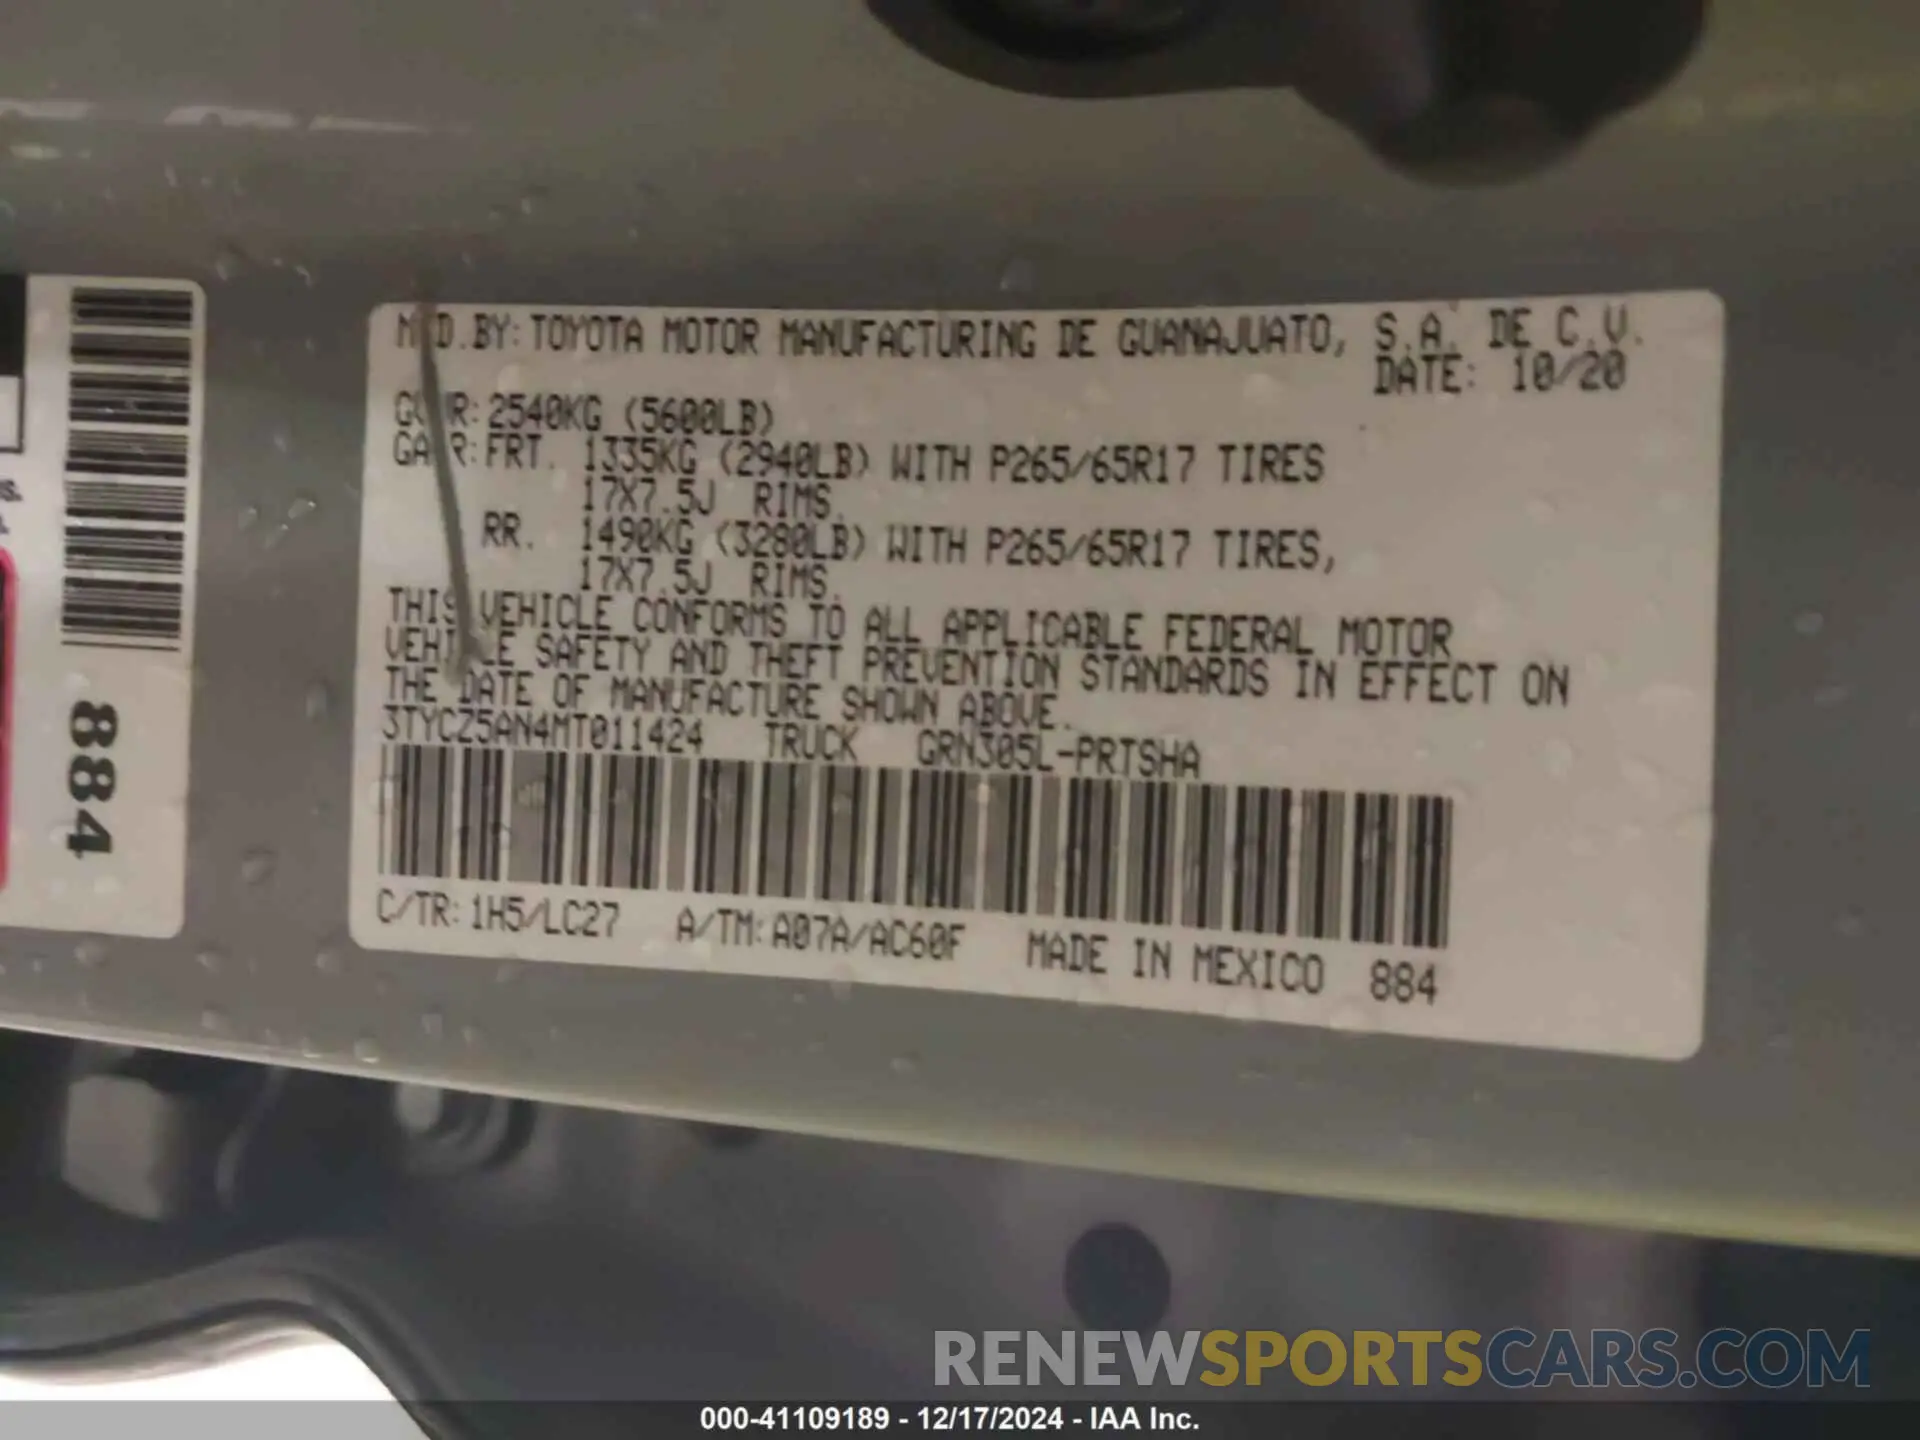 MFD.BY: TOYOTA MOTOR MANUFACTURING DE GUANAJUATO, S.A. DE C.V.
DATE: 10/20
GVWR: 2540KG (5600LB)
GAWR: FRT. 1335KG (2940LB) WITH P265/65R17 TIRES
17X7.5J RIMS.
RR. 1490KG (3280LB) WITH P265/65R17 TIRES,
17X7.5J RIMS.
THIS VEHICLE CONFORMS TO ALL APPLICABLE FEDERAL MOTOR
VEHICLE SAFETY AND THEFT PREVENTION STANDARDS IN EFFECT ON
THE DATE OF MANUFACTURE SHOWN ABOVE.
3TYCZ5AN4MT011424 TRUCK GRN305L-PRTSHA
C/TR: 1H5/LC27 A/TM: A07A/AC60F MADE IN MEXICO 884
884
RENEWSPORTSCARS.COM
000-41109189 - 12/17/2024 - IAA Inc.